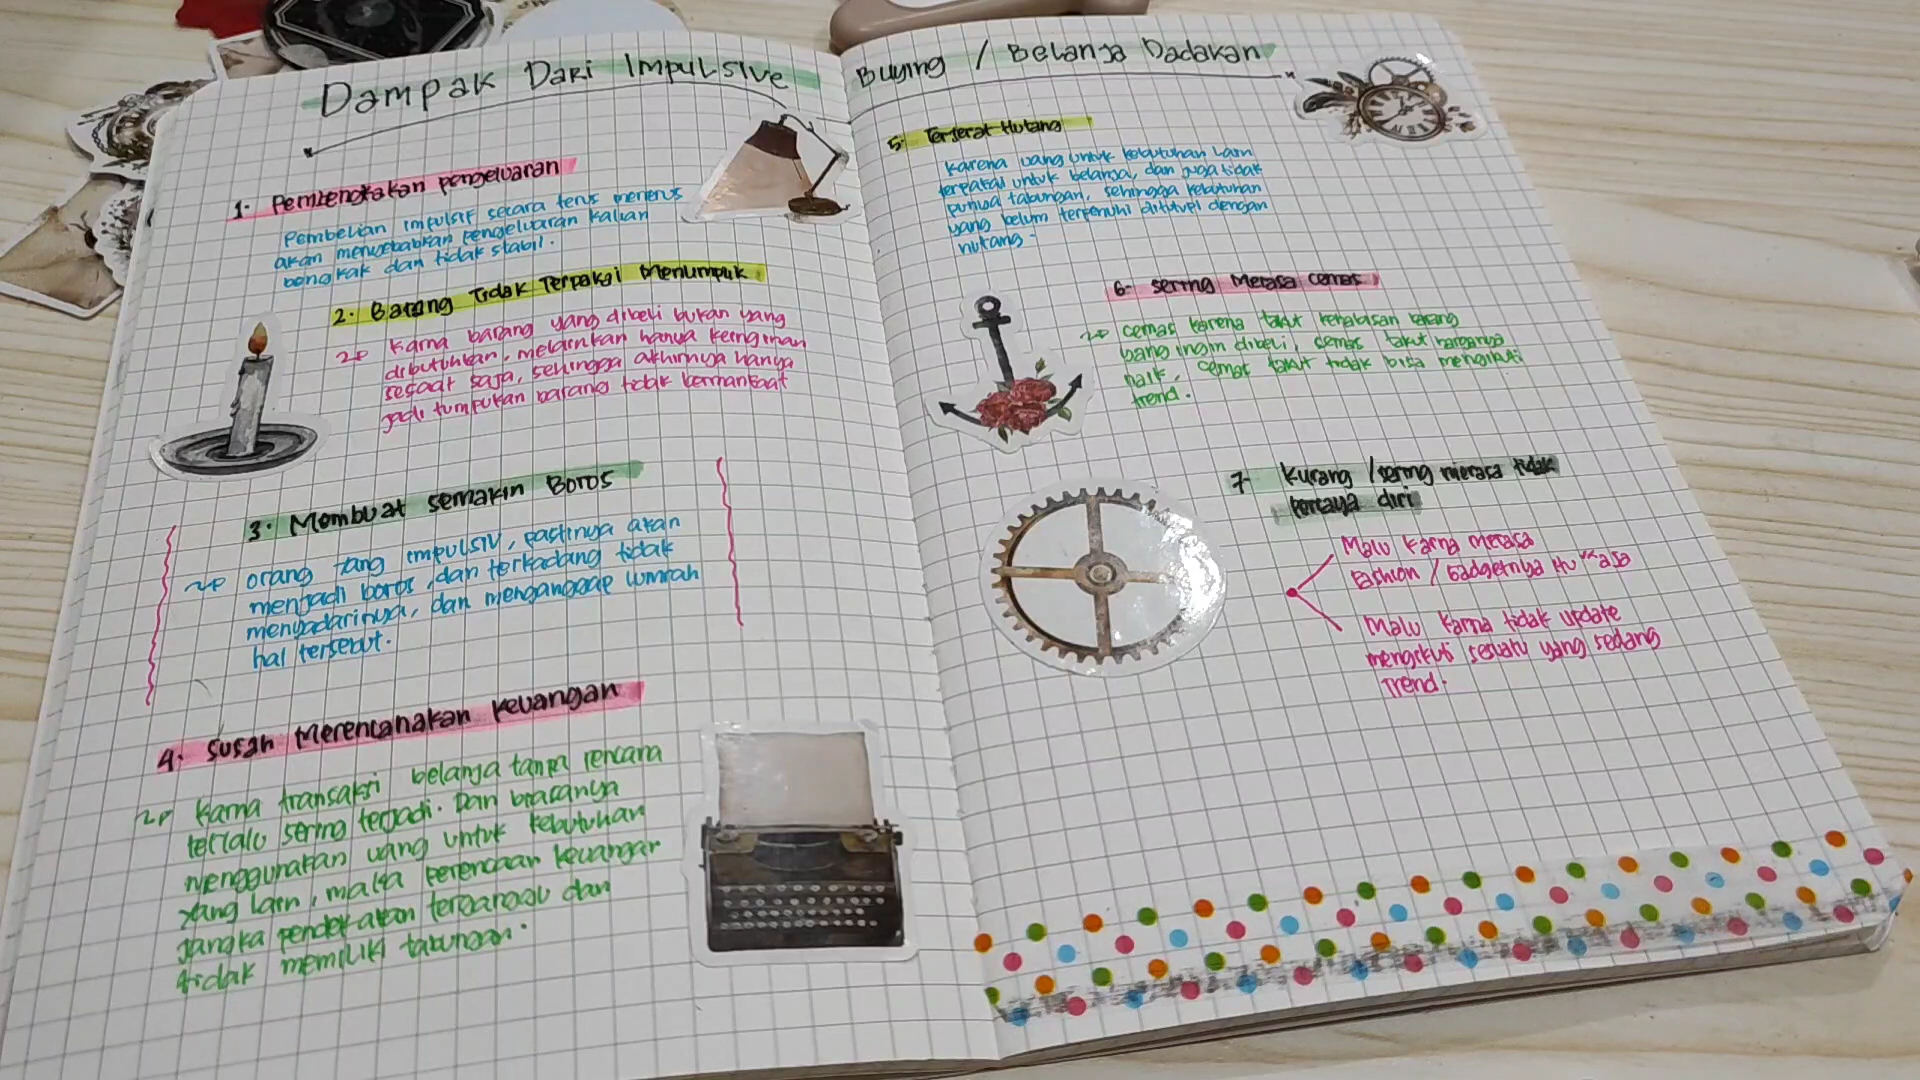 Dampak Dari Impulsive Buying / Belanja Dadakan
1. Pembengkakan pengeluaran
Pembelian impulsif secara terus menerus
akan menyebabkan pengeluaran kalian
bengkak dan tidak stabil.
2. Barang Tidak Terpakai Menumpuk
Karna barang yang dibeli bukan yang
dibutuhkan, melainkan hanya keinginan
sesaat saja, sehingga akhirnya hanya
jadi tumpukan barang tidak bermanfaat
3. Membuat semakin Boros
orang yang impulsiv, pastinya akan
menjadi boros, dan terkadang tidak
menyadarinya, dan menganggap lumrah
hal tersebut.
4. Susah Merencanakan keuangan
Karna transaksi belanja tanpa rencana
terlalu sering terjadi. Dan biasanya
menggunakan uang untuk kebutuhan
yang lain, maka perencaan keuangan
jangka pendek akan terganggu dan
tidak memiliki tabungan.
5. Terjerat Hutang
Karena uang untuk kebutuhan lain
terpakai untuk belanja, dan juga tidak
punya tabungan, sehingga kebutuhan
yang belum terpenuhi ditutupi dengan
hutang.
6. sering Merasa cemas
cemas karena takut kehabisan barang
yang ingin dibeli, cemas takut harganya
naik, cemas takut tidak bisa mengikuti
trend.
7. Kurang / sering merasa tidak
percaya diri
Malu karna merasa
Fashion / Gadgetnya itu" aja
Malu karna tidak update
mengikuti sesuatu yang sedang
Trend.